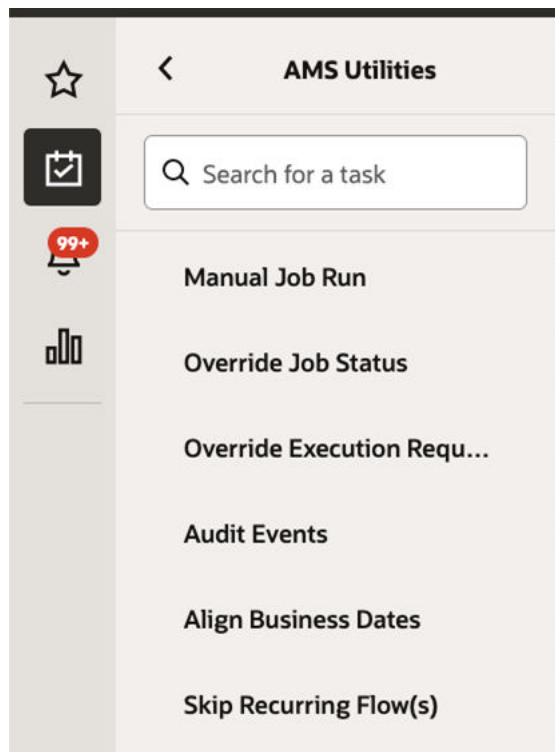 AMS Utilities
Search for a task
99+
Manual Job Run
Override Job Status
Override Execution Requ...
Audit Events
Align Business Dates
Skip Recurring Flow(s)